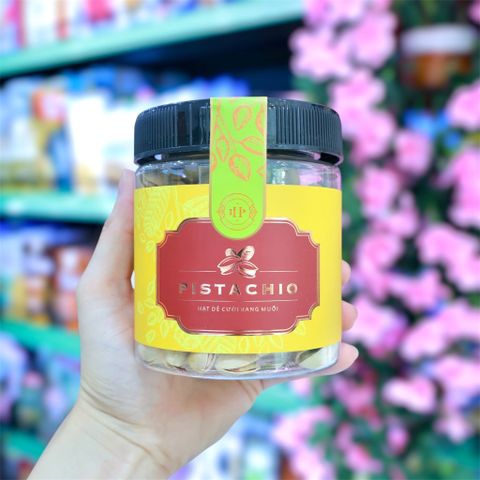 PISTACHIO
HẠT DẺ CƯỜI RANG MUỐI